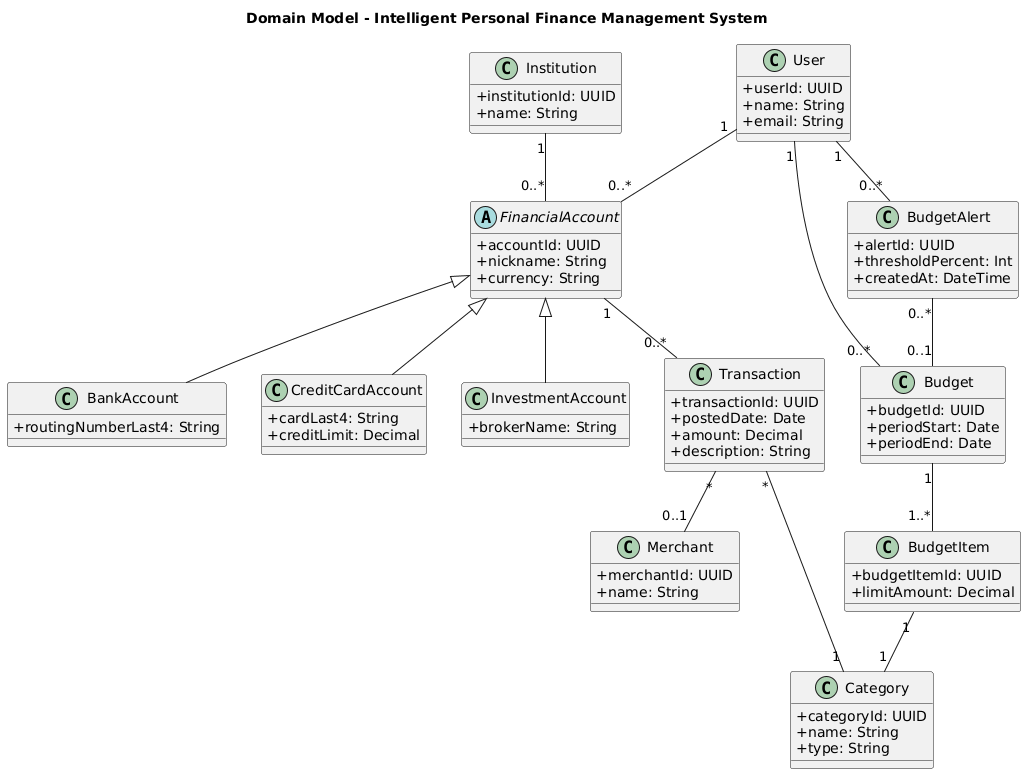 Domain Model - Intelligent Personal Finance Management System
C Institution
+institutionId: UUID
+name: String
C User
+userId: UUID
+name: String
+email: String
1
0..*
1
0..*
1
0..*
1
0..*
A FinancialAccount
+accountId: UUID
+nickname: String
+currency: String
C BudgetAlert
+alertId: UUID
+thresholdPercent: Int
+createdAt: DateTime
1
0..*
0..*
0..1
C BankAccount
+routingNumberLast4: String
C CreditCardAccount
+cardLast4: String
+creditLimit: Decimal
C InvestmentAccount
+brokerName: String
C Transaction
+transactionId: UUID
+postedDate: Date
+amount: Decimal
+description: String
C Budget
+budgetId: UUID
+periodStart: Date
+periodEnd: Date
*
0..1
*
1
1
1..*
C Merchant
+merchantId: UUID
+name: String
C BudgetItem
+budgetItemId: UUID
+limitAmount: Decimal
1
1
C Category
+categoryId: UUID
+name: String
+type: String